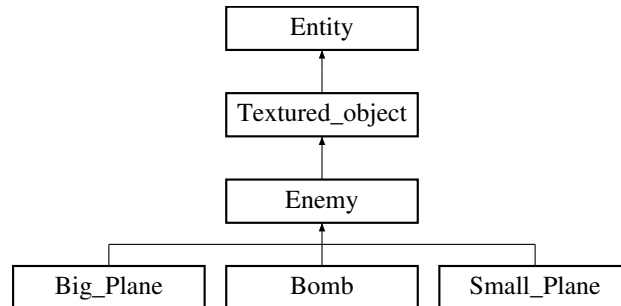 Entity
Textured_object
Enemy
Big_Plane
Bomb
Small_Plane